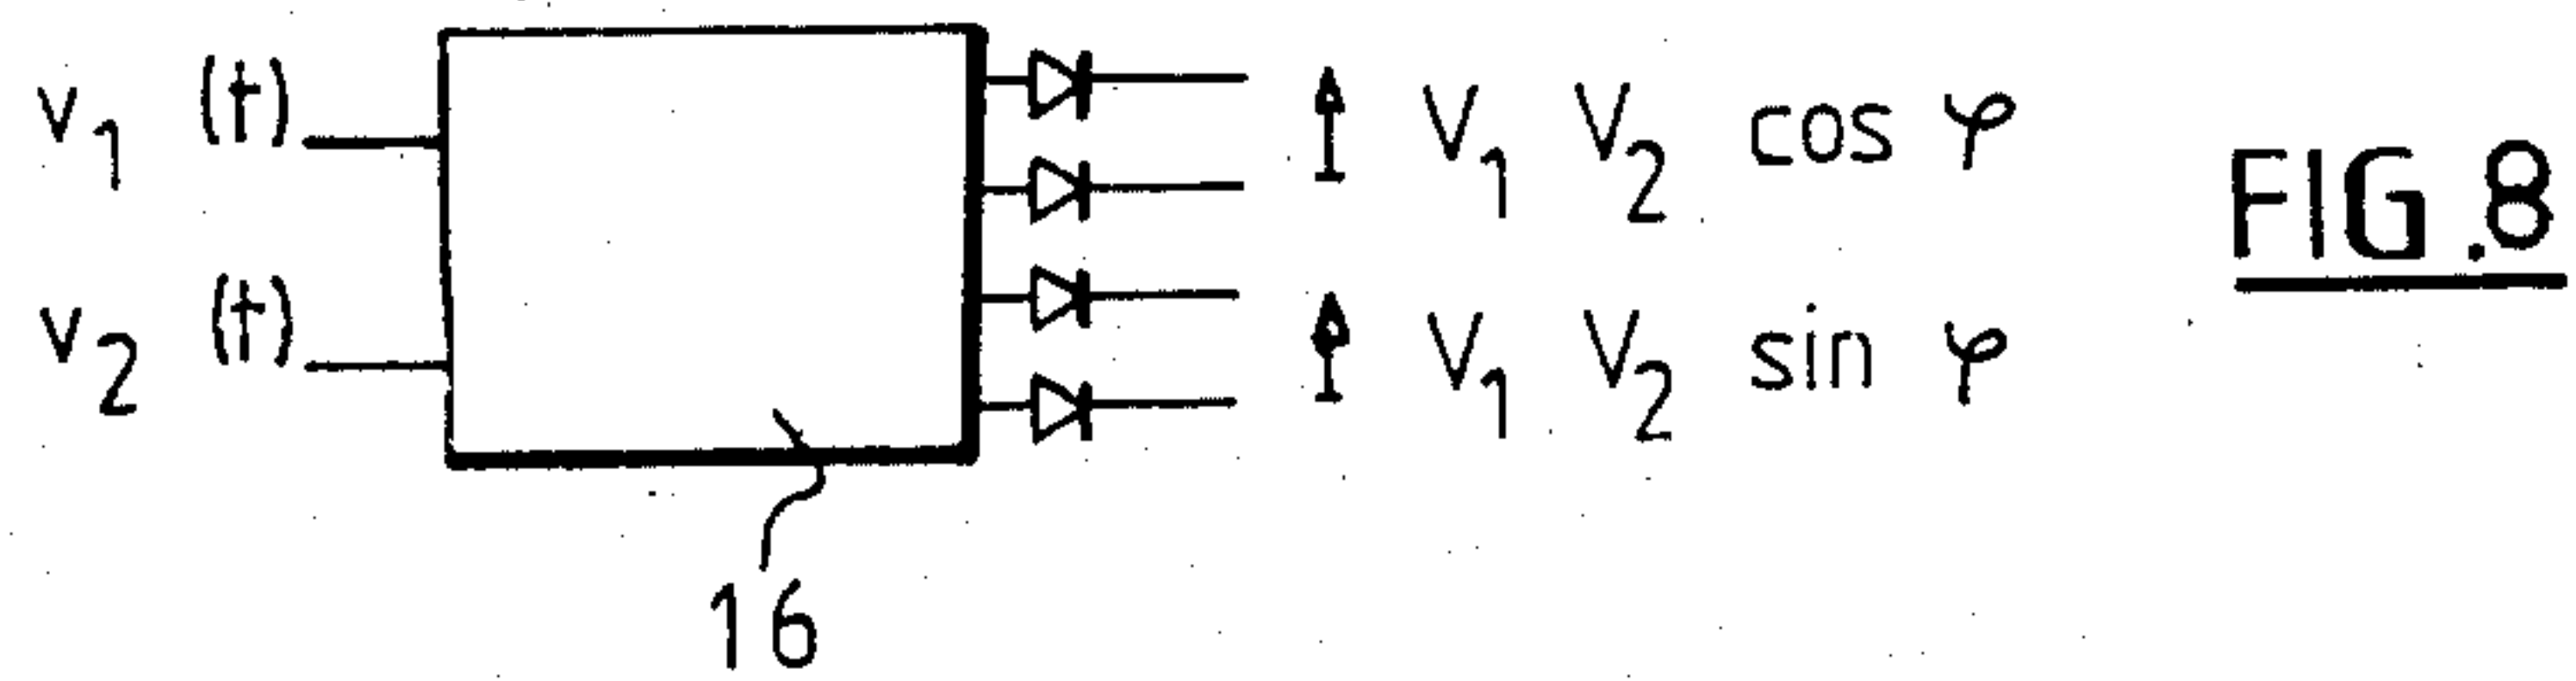 v₁ (t)
V₁ V₂ cos φ
v₂ (t)
V₁ V₂ sin φ
FIG.8
16